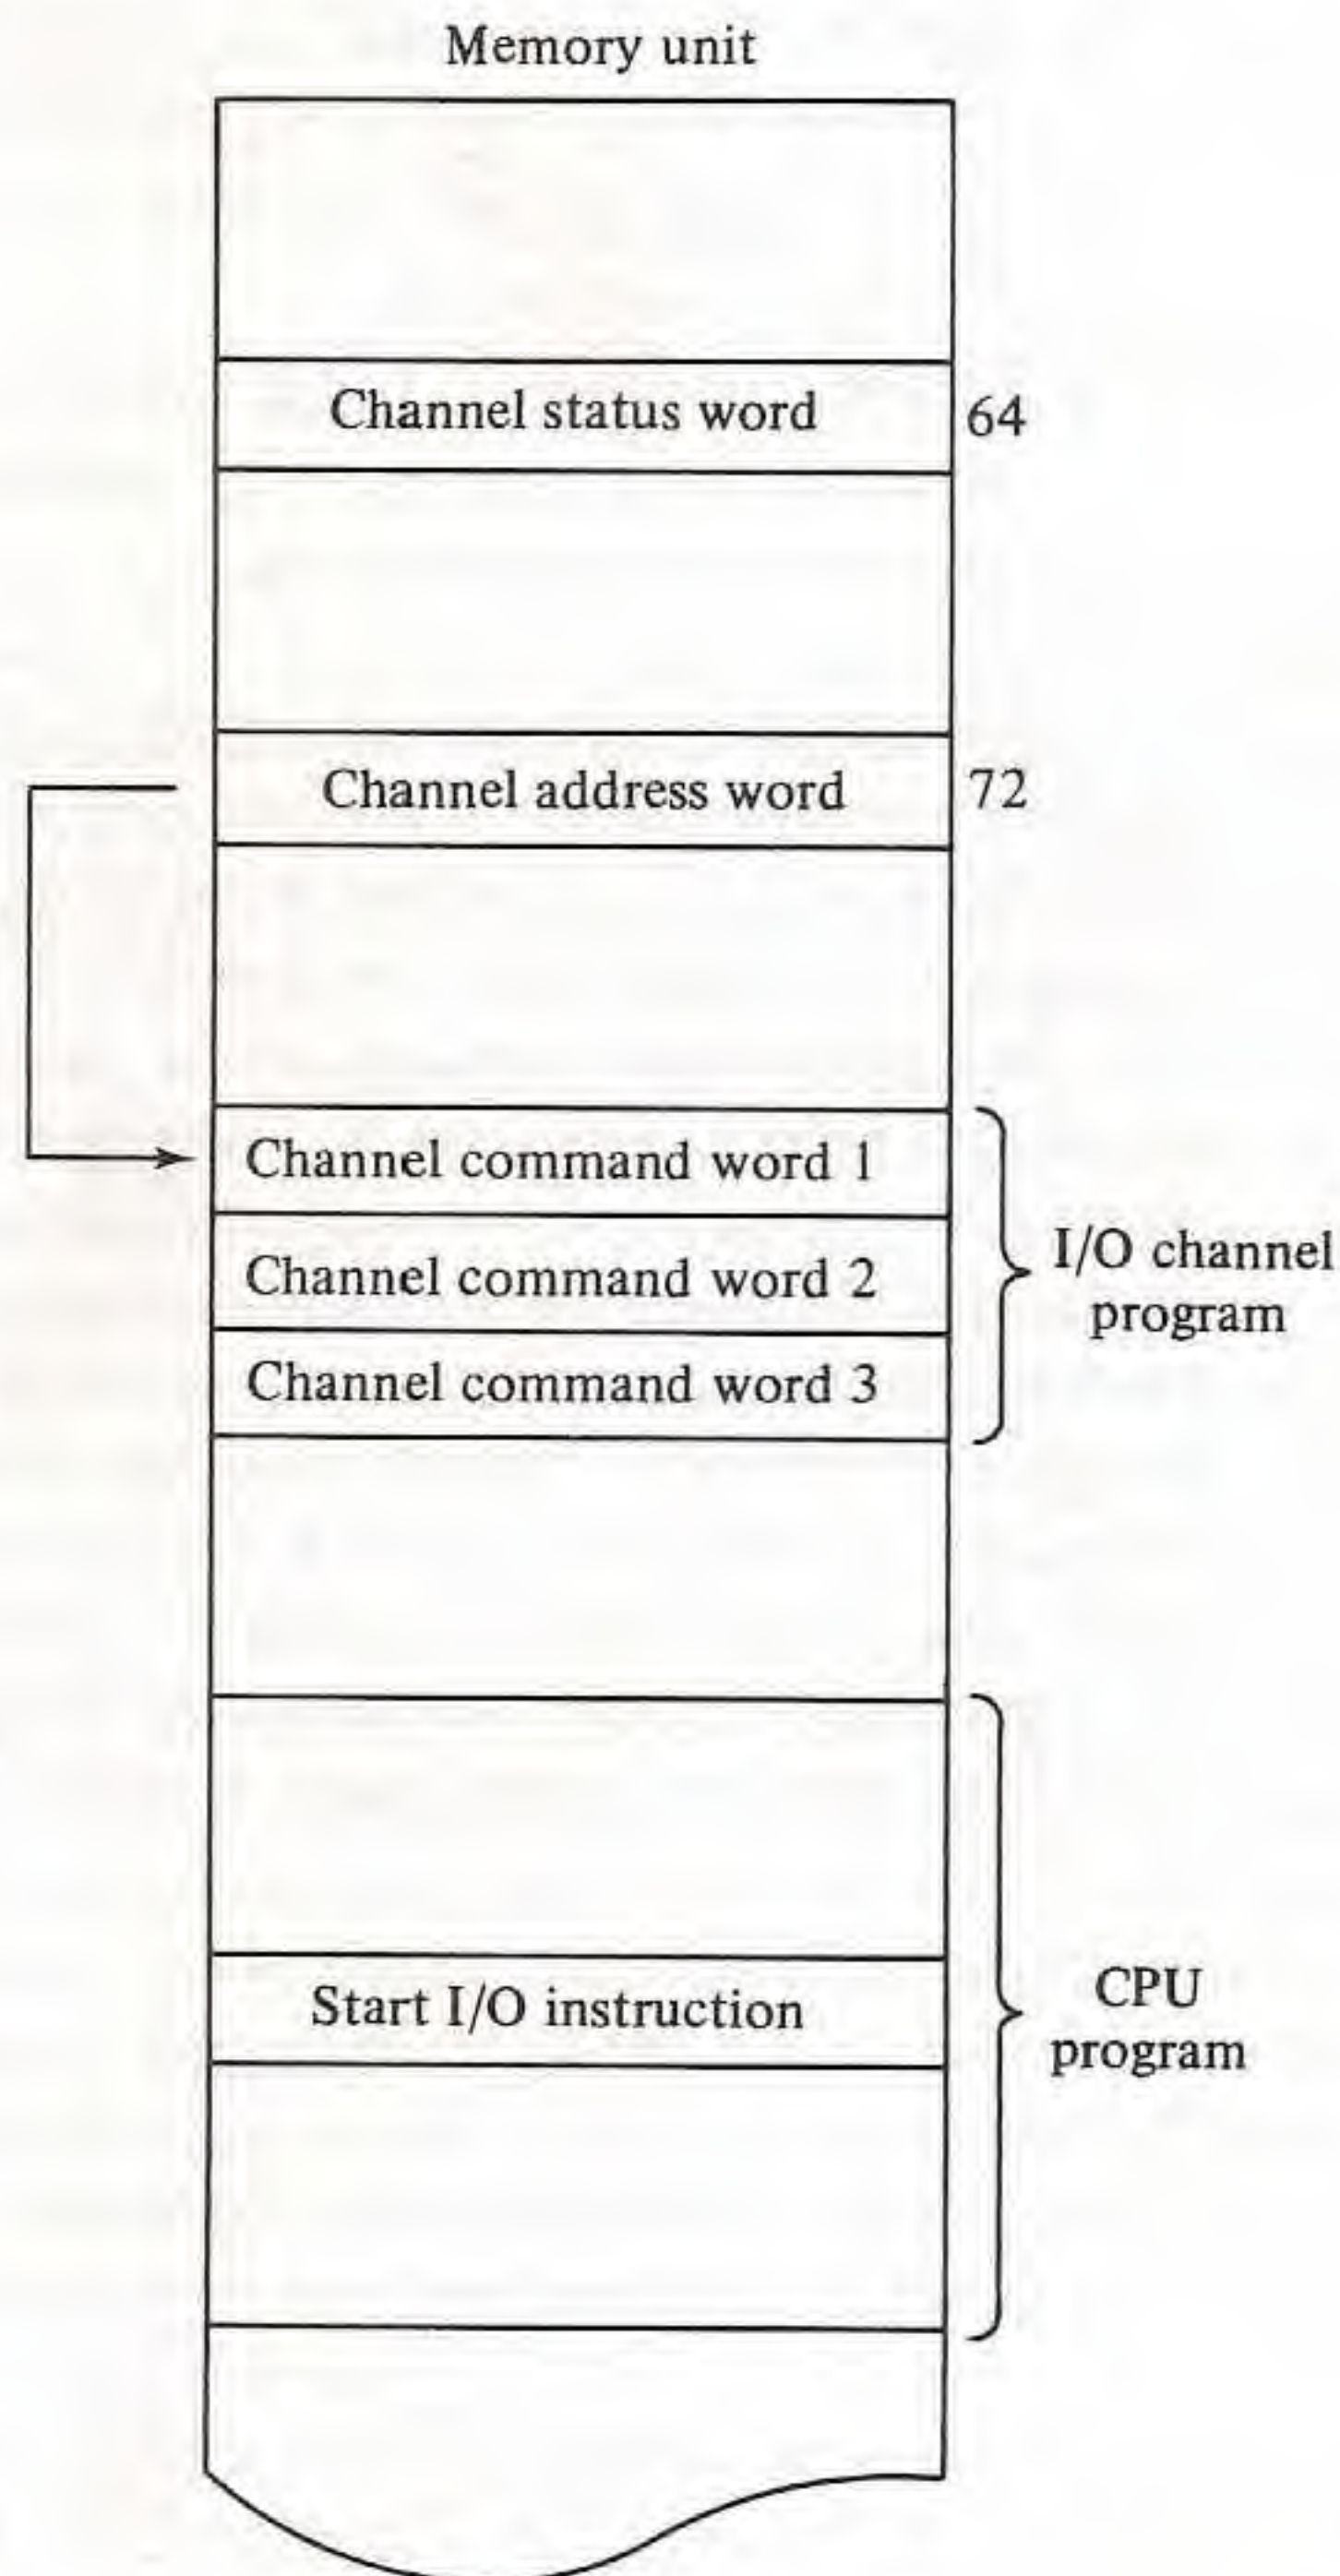 Memory unit
Channel status word
64
Channel address word
72
Channel command word 1
Channel command word 2
Channel command word 3
I/O channel
program
Start I/O instruction
CPU
program